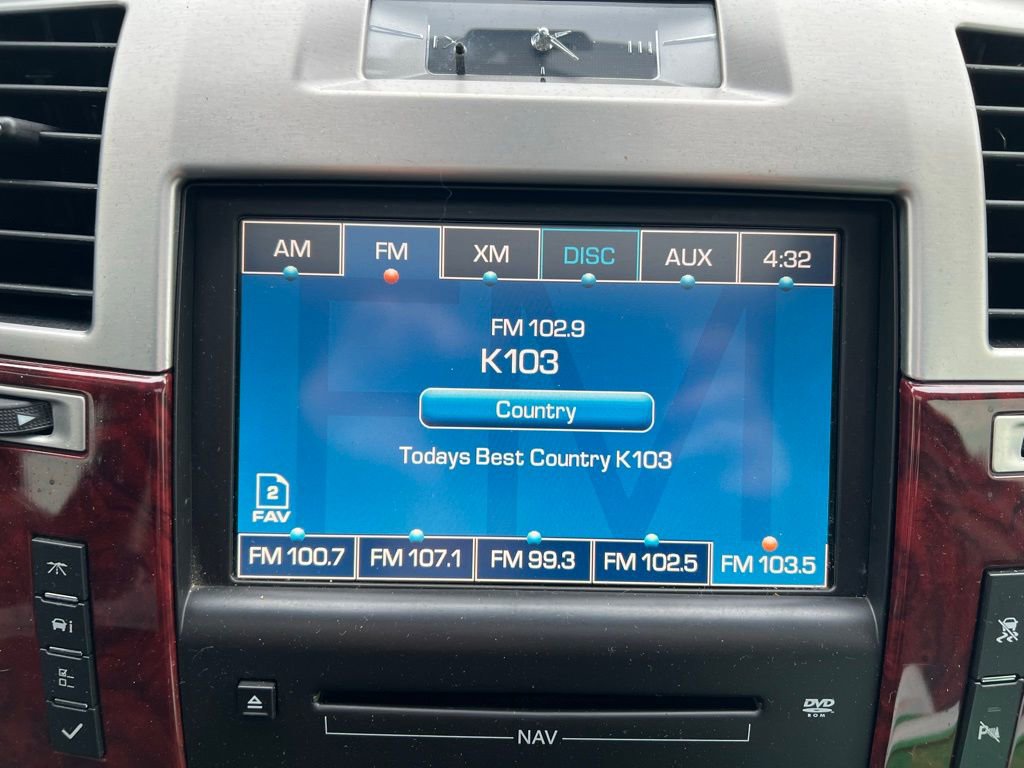 AM FM XM DISC AUX 4:32
FM 102.9
K103
Country
Todays Best Country K103
2
FAV
FM 100.7 FM 107.1 FM 99.3 FM 102.5 FM 103.5
i
DVD
ROM
NAV